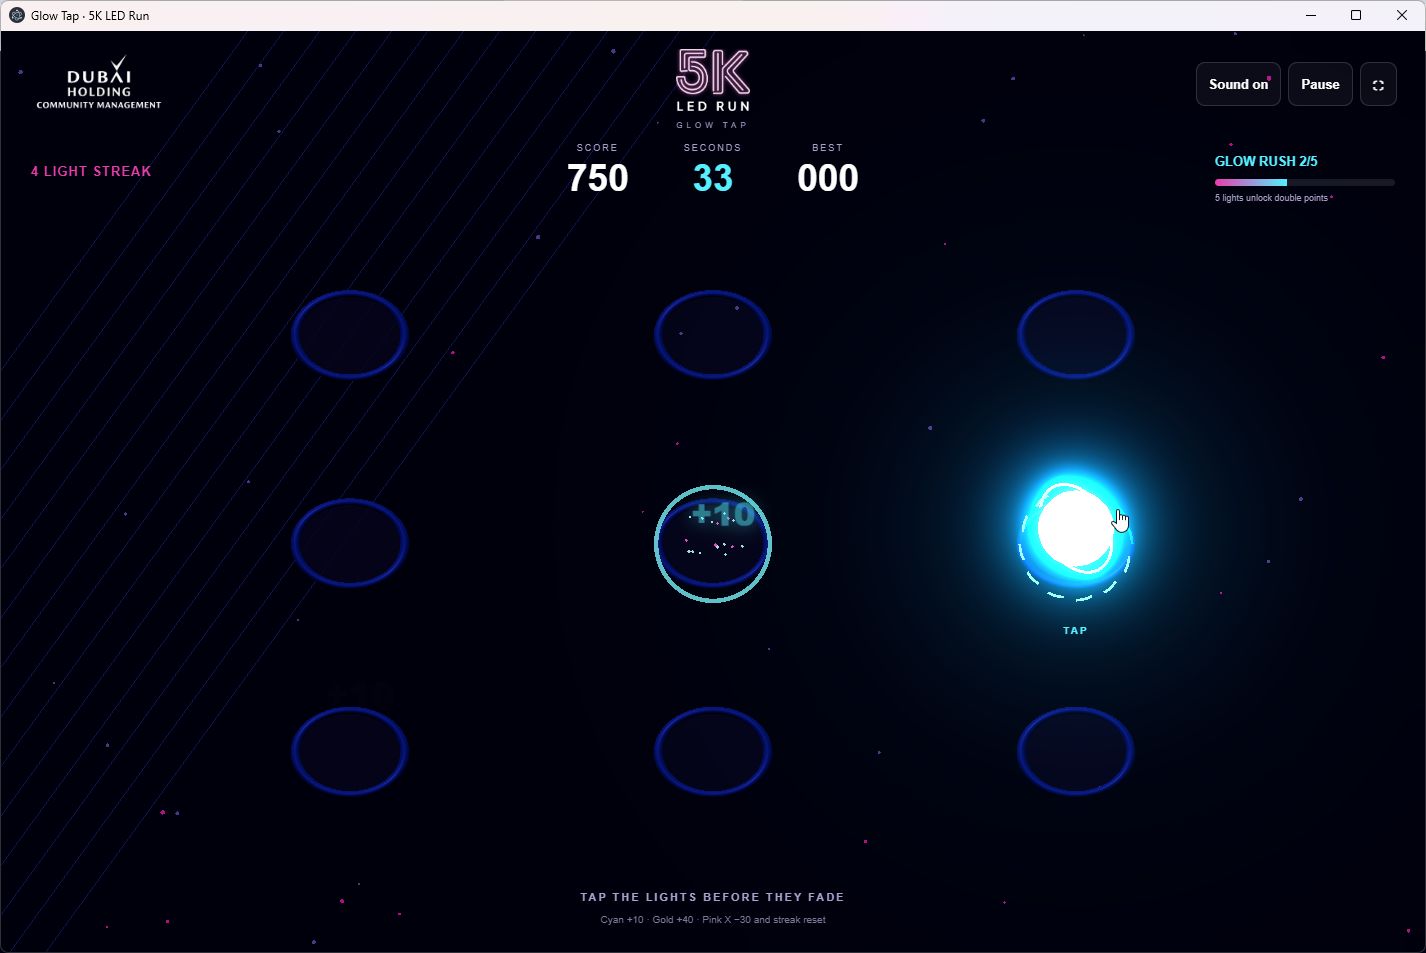 Glow Tap · 5K LED Run
DUBAI
HOLDING
COMMUNITY MANAGEMENT
5K
LED RUN
GLOW TAP
Sound on
Pause
4 LIGHT STREAK
SCORE
750
SECONDS
33
BEST
000
GLOW RUSH 2/5
5 lights unlock double points
+10
TAP
+10
TAP THE LIGHTS BEFORE THEY FADE
Cyan +10 · Gold +40 · Pink X −30 and streak reset